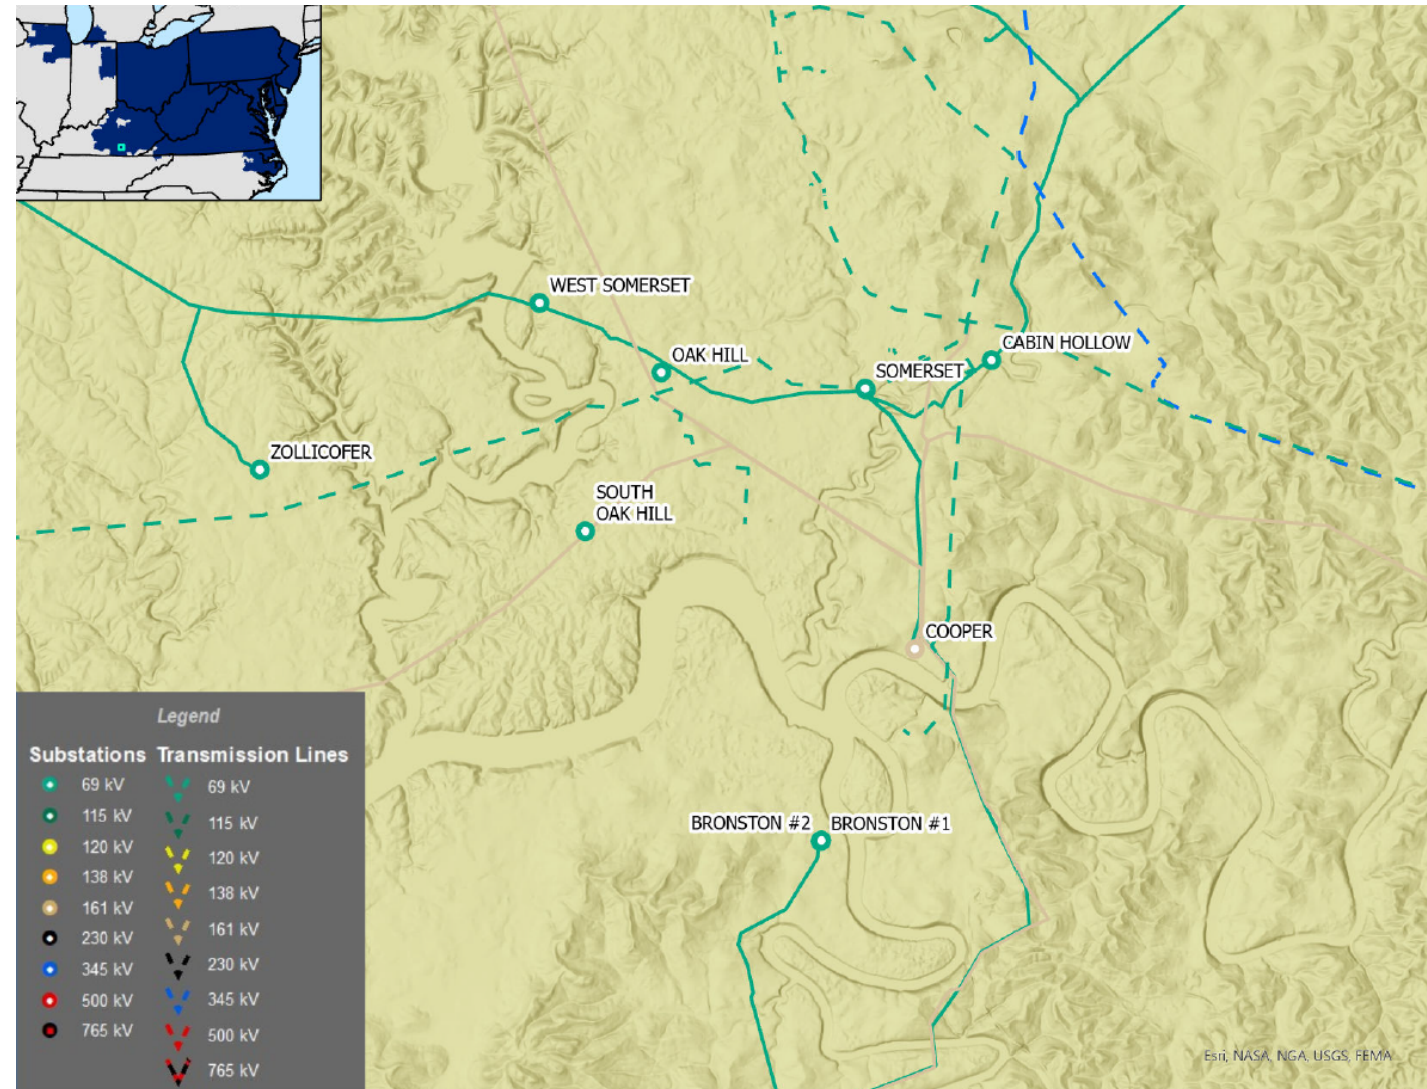 WEST SOMERSET
OAK HILL
CABIN HOLLOW
SOMERSET
ZOLLICOFER
SOUTH
OAK HILL
COOPER
BRONSTON #2
BRONSTON #1
Legend
Substations Transmission Lines
69 kV 69 kV
115 kV 115 kV
120 kV 120 kV
138 kV 138 kV
161 kV 161 kV
230 kV 230 kV
345 kV 345 kV
500 kV 500 kV
765 kV 765 kV
Esri, NASA, NGA, USGS, FEMA